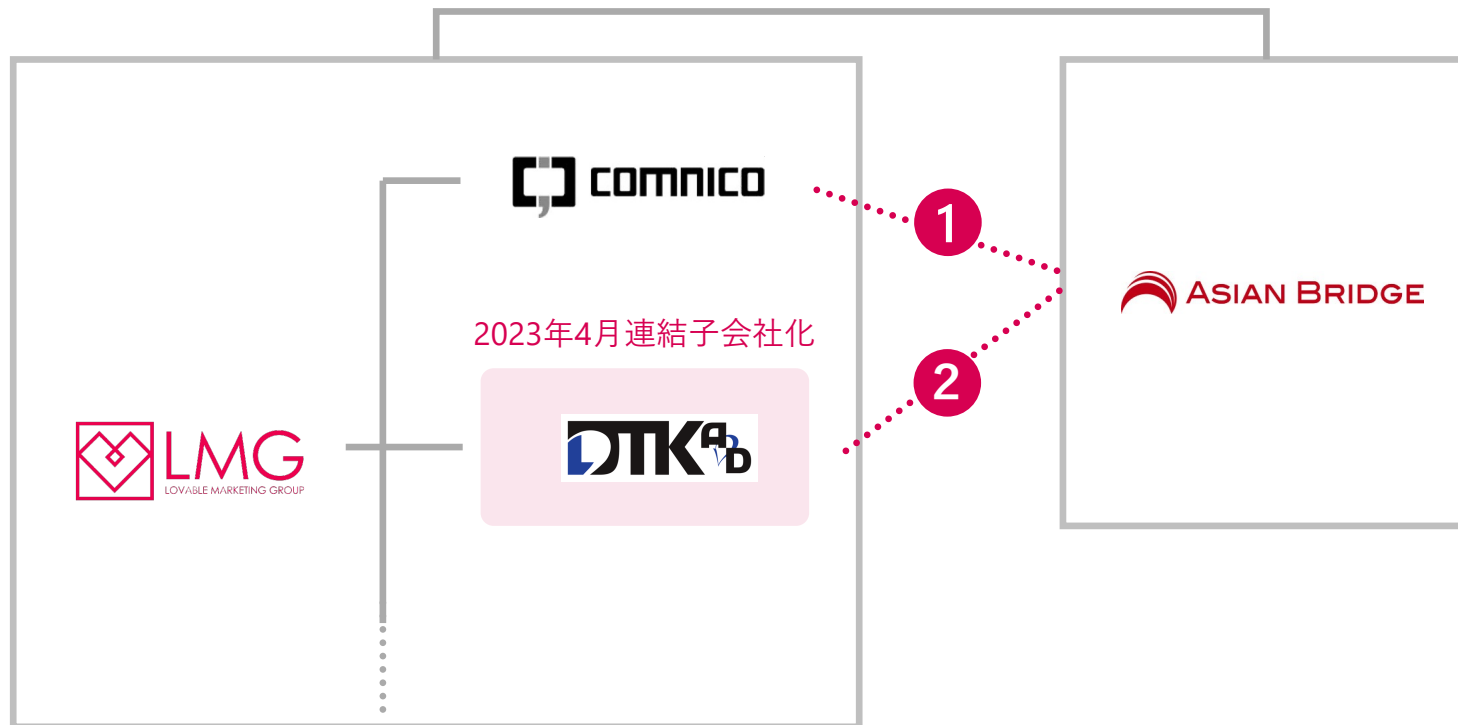 comnico
1
ASIAN BRIDGE
2023年4月連結子会社化
2
DTK AD
LMG
LOVABLE MARKETING GROUP